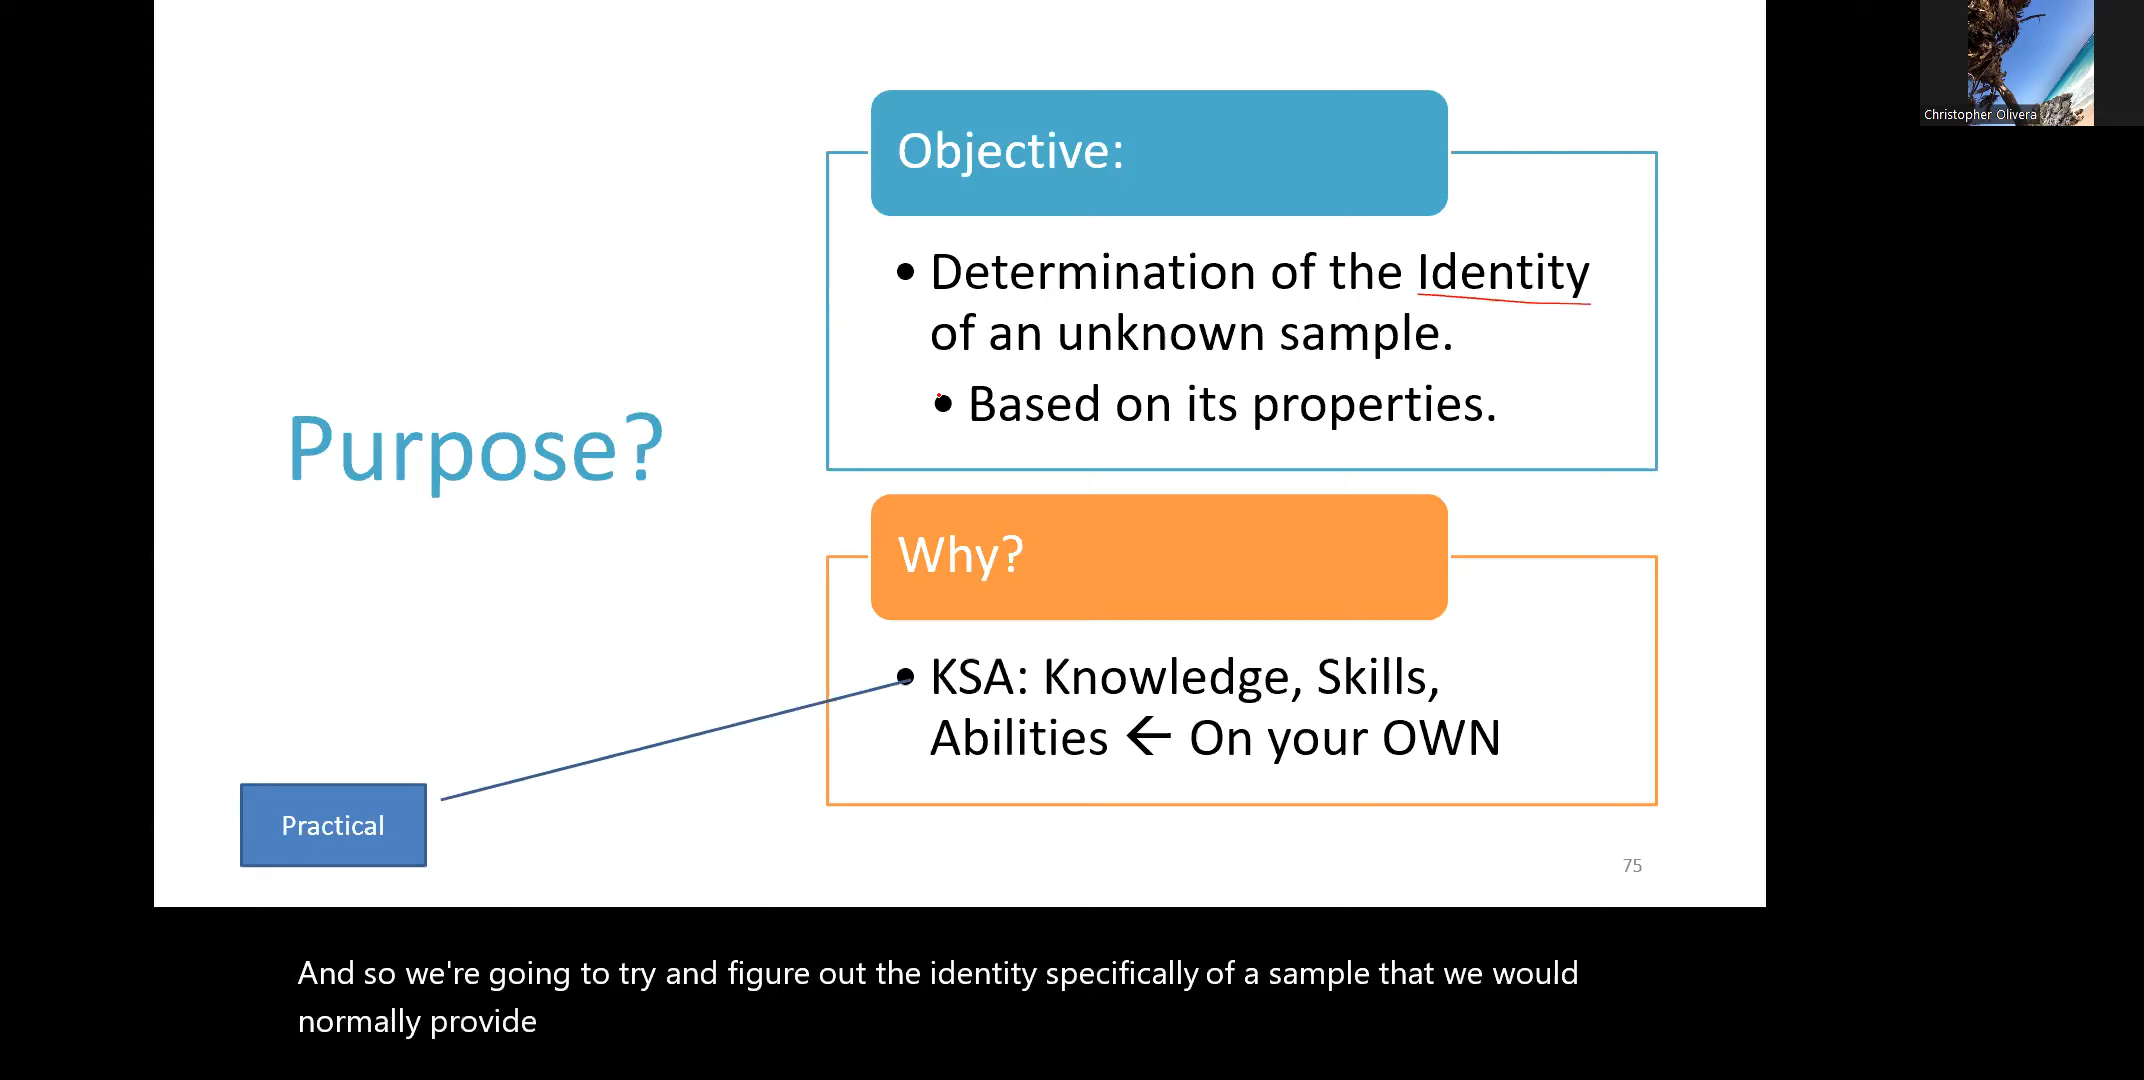 Christopher Olivera
Purpose?
Objective:
• Determination of the Identity
of an unknown sample.
• Based on its properties.
Why?
• KSA: Knowledge, Skills,
Abilities ← On your OWN
Practical
75
And so we're going to try and figure out the identity specifically of a sample that we would
normally provide